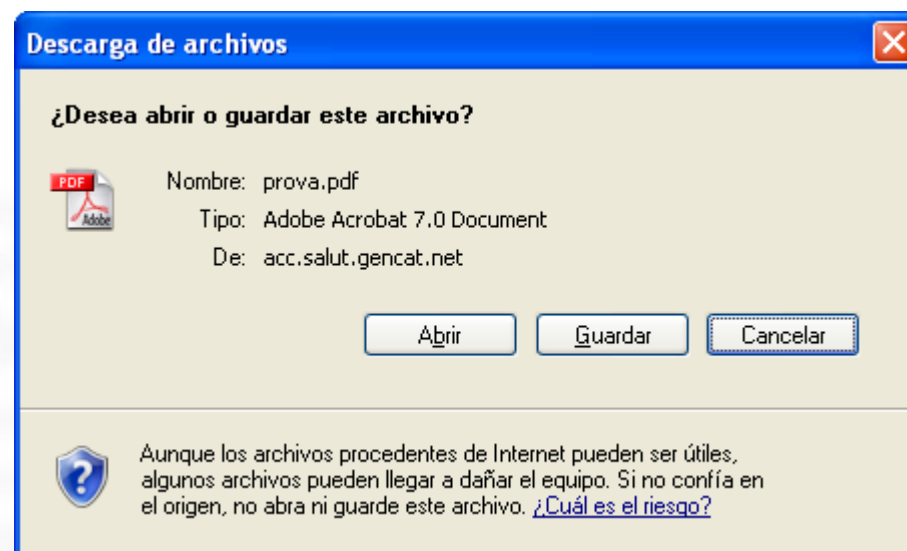 Descarga de archivos
¿Desea abrir o guardar este archivo?
PDF
Adobe
Nombre: prova.pdf
Tipo: Adobe Acrobat 7.0 Document
De: acc.salut.gencat.net
Abrir Guardar Cancelar
Aunque los archivos procedentes de Internet pueden ser útiles,
algunos archivos pueden llegar a dañar el equipo. Si no confía en
el origen, no abra ni guarde este archivo. ¿Cuál es el riesgo?